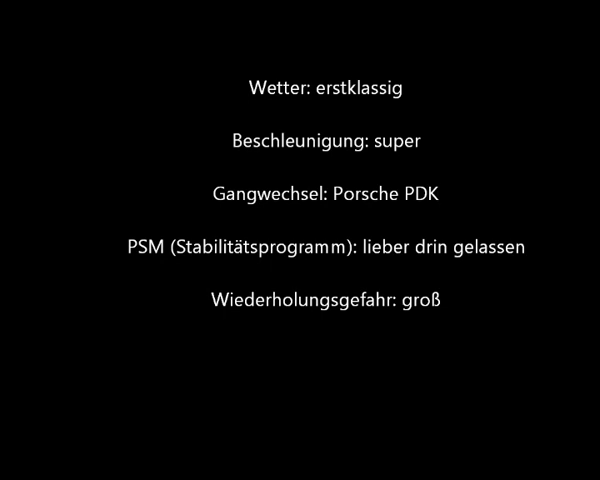 Wetter: erstklassig
Beschleunigung: super
Gangwechsel: Porsche PDK
PSM (Stabilitätsprogramm): lieber drin gelassen
Wiederholungsgefahr: groß